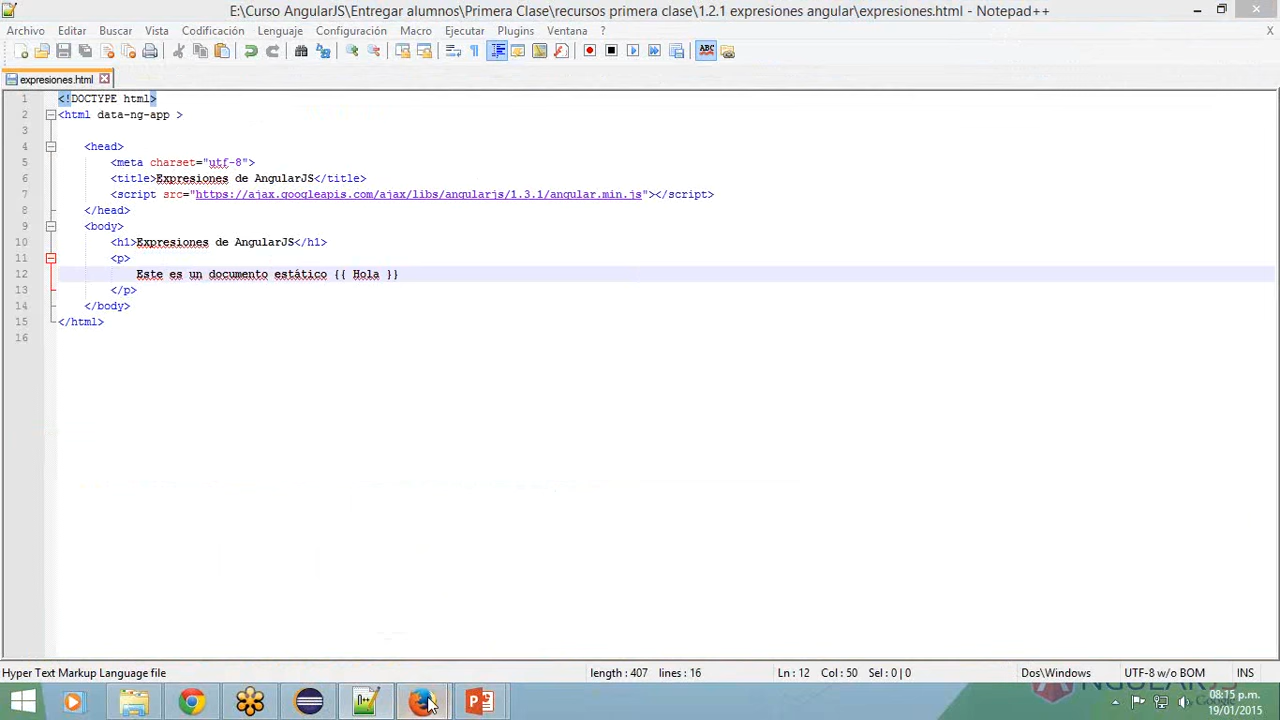 E:\Curso AngularJS\Entregar alumnos\Primera Clase\recursos primera clase\1.2.1 expresiones angular\expresiones.html - Notepad++
Archivo Editar Buscar Vista Codificación Lenguaje Configuración Macro Ejecutar Plugins Ventana ? X
ABC
expresiones.html
1 <!DOCTYPE html>
2 <html data-ng-app >
3
4 <head>
5 <meta charset="utf-8">
6 <title>Expresiones de AngularJS</title>
7 <script src="https://ajax.googleapis.com/ajax/libs/angularjs/1.3.1/angular.min.js"></script>
8 </head>
9 <body>
10 <h1>Expresiones de AngularJS</h1>
11 <p>
12 Este es un documento estático {{ Hola }}
13 </p>
14 </body>
15 </html>
16
Hyper Text Markup Language file length : 407 lines : 16 Ln : 12 Col : 50 Sel : 0 | 0 Dos\Windows UTF-8 w/o BOM INS
08:15 p.m.
19/01/2015